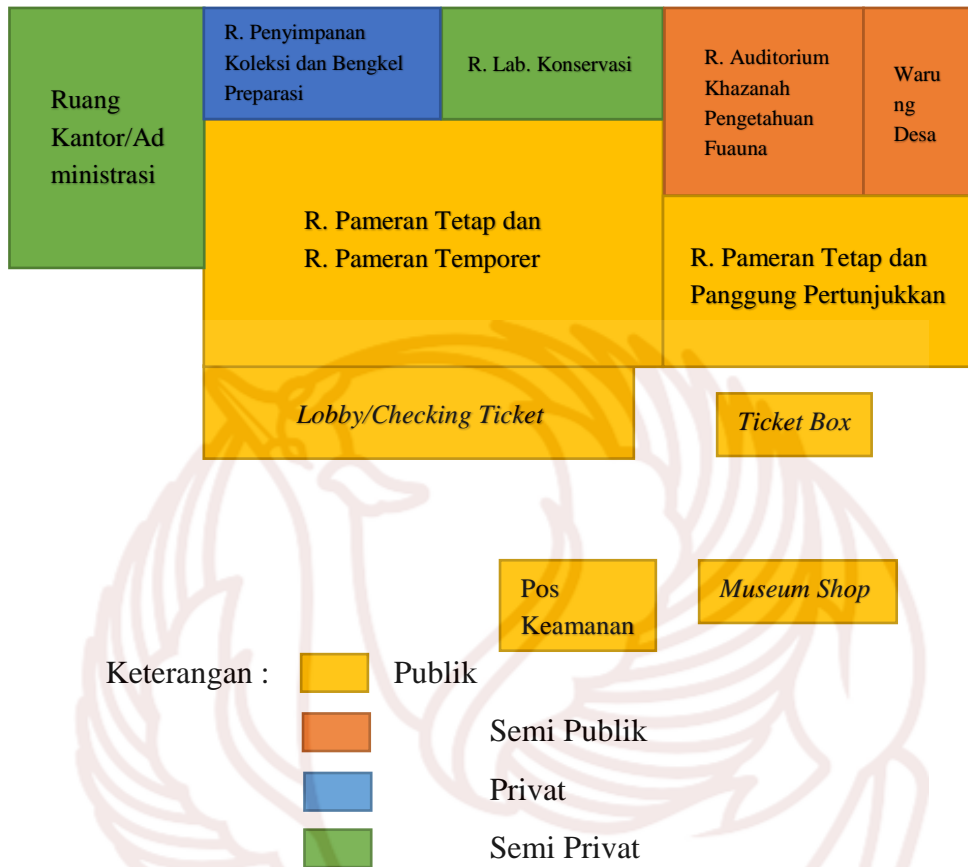 Ruang
Kantor/Ad
ministrasi
R. Penyimpanan
Koleksi dan Bengkel
Preparasi
R. Lab. Konservasi
R. Auditorium
Khazanah
Pengetahuan
Fuauna
Waru
ng
Desa
R. Pameran Tetap dan
R. Pameran Temporer
R. Pameran Tetap dan
Panggung Pertunjukkan
Lobby/Checking Ticket
Ticket Box
Pos
Keamanan
Museum Shop
Keterangan : Publik
Semi Publik
Privat
Semi Privat